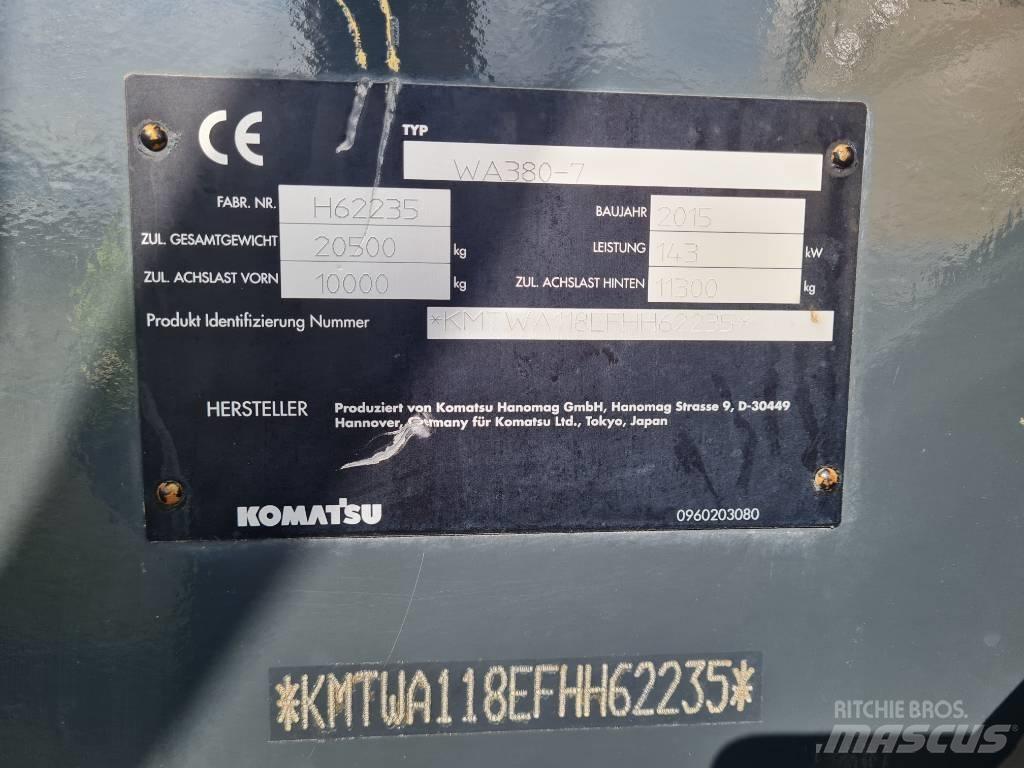 CE
TYP WA380-7
FABR. NR. H62235 BAUJAHR 2015
ZUL. GESAMTGEWICHT 20500 kg LEISTUNG 143 kW
ZUL. ACHSLAST VORN 10000 kg ZUL. ACHSLAST HINTEN 11300 kg
Produkt Identifizierung Nummer *KMTWA118EFHH62235*
HERSTELLER Produziert von Komatsu Hanomag GmbH, Hanomag Strasse 9, D-30449
Hannover, Germany für Komatsu Ltd., Tokyo, Japan
KOMATSU 0960203080
*KMTWA118EFHH62235*
RITCHIE BROS.
MASCUS